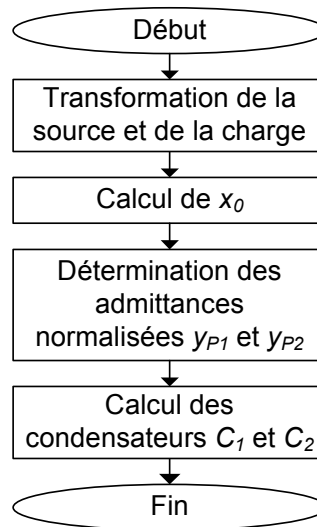 Début
Transformation de la
source et de la charge
Calcul de x0
Détermination des
admittances
normalisées yP1 et yP2
Calcul des
condensateurs C1 et C2
Fin